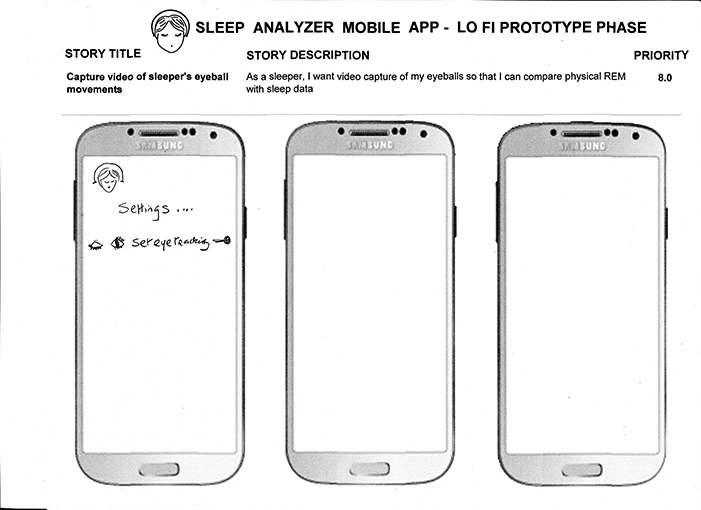 SLEEP ANALYZER MOBILE APP - LO FI PROTOTYPE PHASE
STORY TITLE STORY DESCRIPTION PRIORITY
Capture video of sleeper's eyeball movements
As a sleeper, I want video capture of my eyeballs so that I can compare physical REM
with sleep data
8.0
SAMSUNG SAMSUNG SAMSUNG
Settings ....
set eye reading